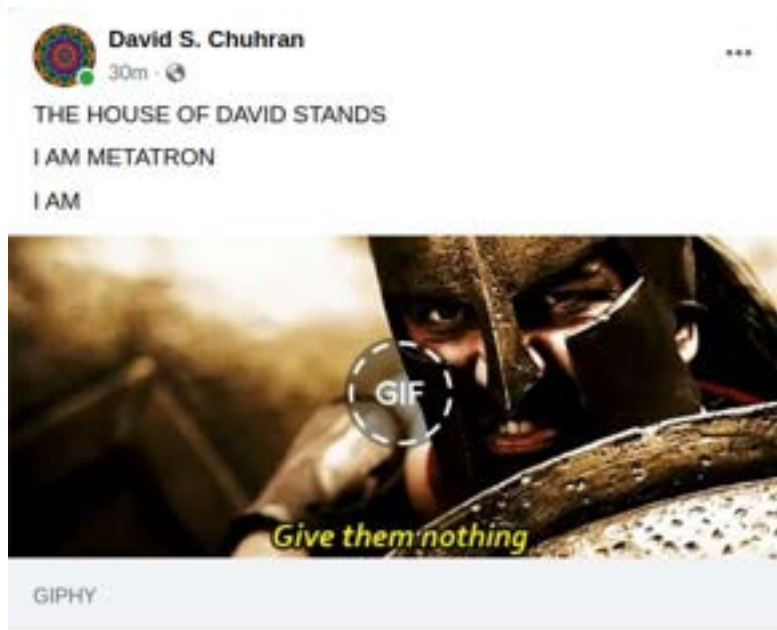 David S. Chuhran
30m ·
THE HOUSE OF DAVID STANDS
I AM METATRON
I AM
GIF
Give them nothing
GIPHY